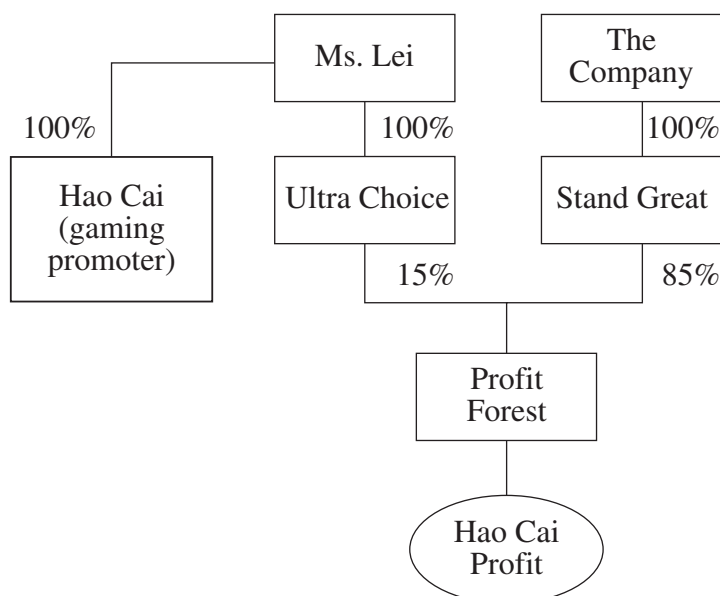 Ms. Lei
The
Company
100%
100%
100%
Hao Cai
(gaming
promoter)
Ultra Choice
Stand Great
15%
85%
Profit
Forest
Hao Cai
Profit